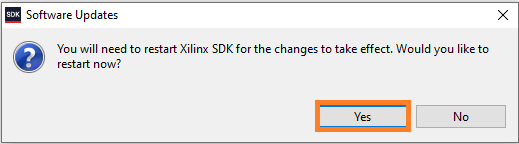 SDK Software Updates
You will need to restart Xilinx SDK for the changes to take effect. Would you like to
restart now?
Yes No